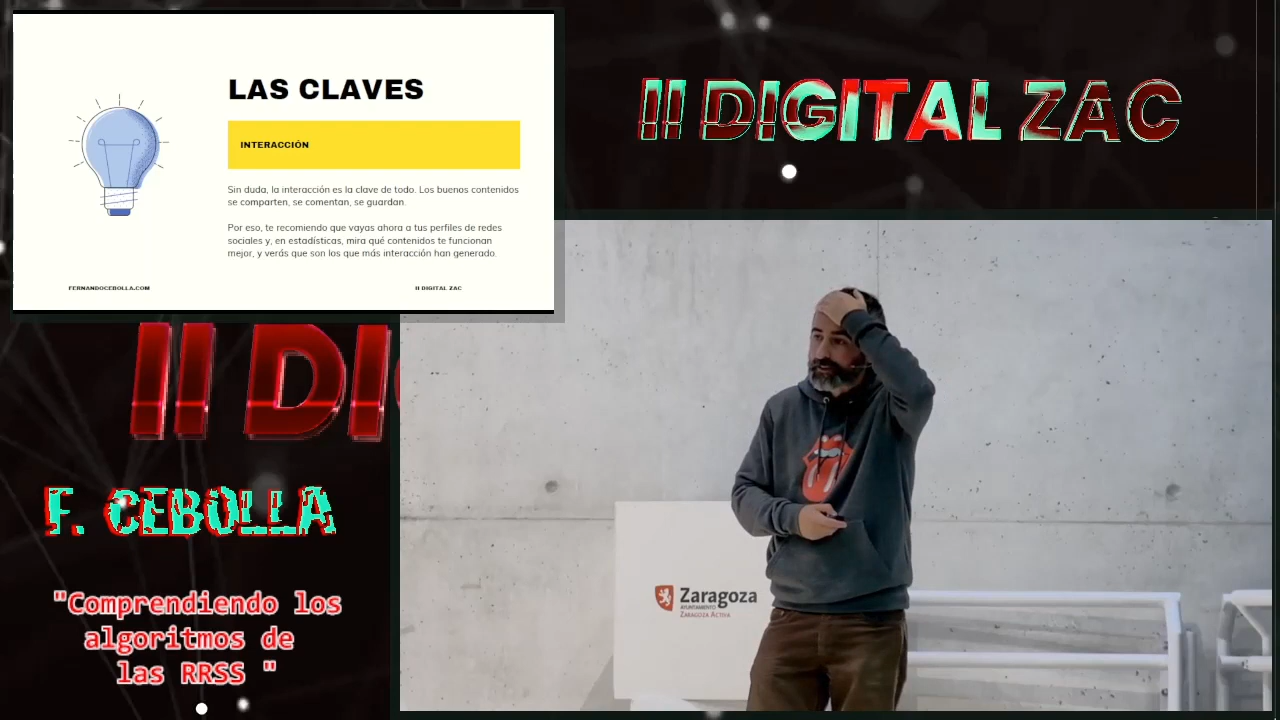 LAS CLAVES
INTERACCIÓN
Sin duda, la interacción es la clave de todo. Los buenos contenidos
se comparten, se comentan, se guardan.
Por eso, te recomiendo que vayas ahora a tus perfiles de redes
sociales y, en estadísticas, mira qué contenidos te funcionan
mejor, y verás que son los que más interacción han generado.
FERNANDOCEBOLLA.COM
II DIGITAL ZAC
II DIGITAL ZAC
II DI
F. CEBOLLA
"Comprendiendo los
algoritmos de
las RRSS "
Zaragoza
AYUNTAMIENTO
ZARAGOZA ACTIVA